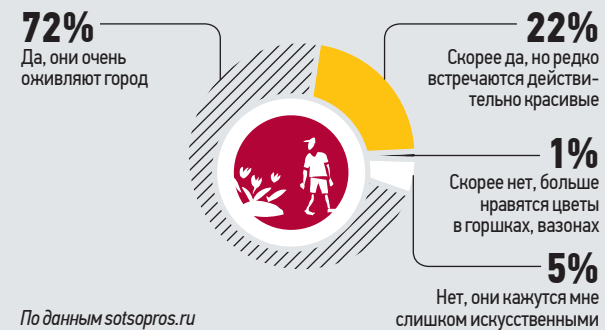 72%
Да, они очень
оживляют город
22%
Скорее да, но редко
встречаются действи-
тельно красивые
1%
Скорее нет, больше
нравятся цветы
в горшках, вазонах
5%
Нет, они кажутся мне
слишком искусственными
По данным sotsopros.ru